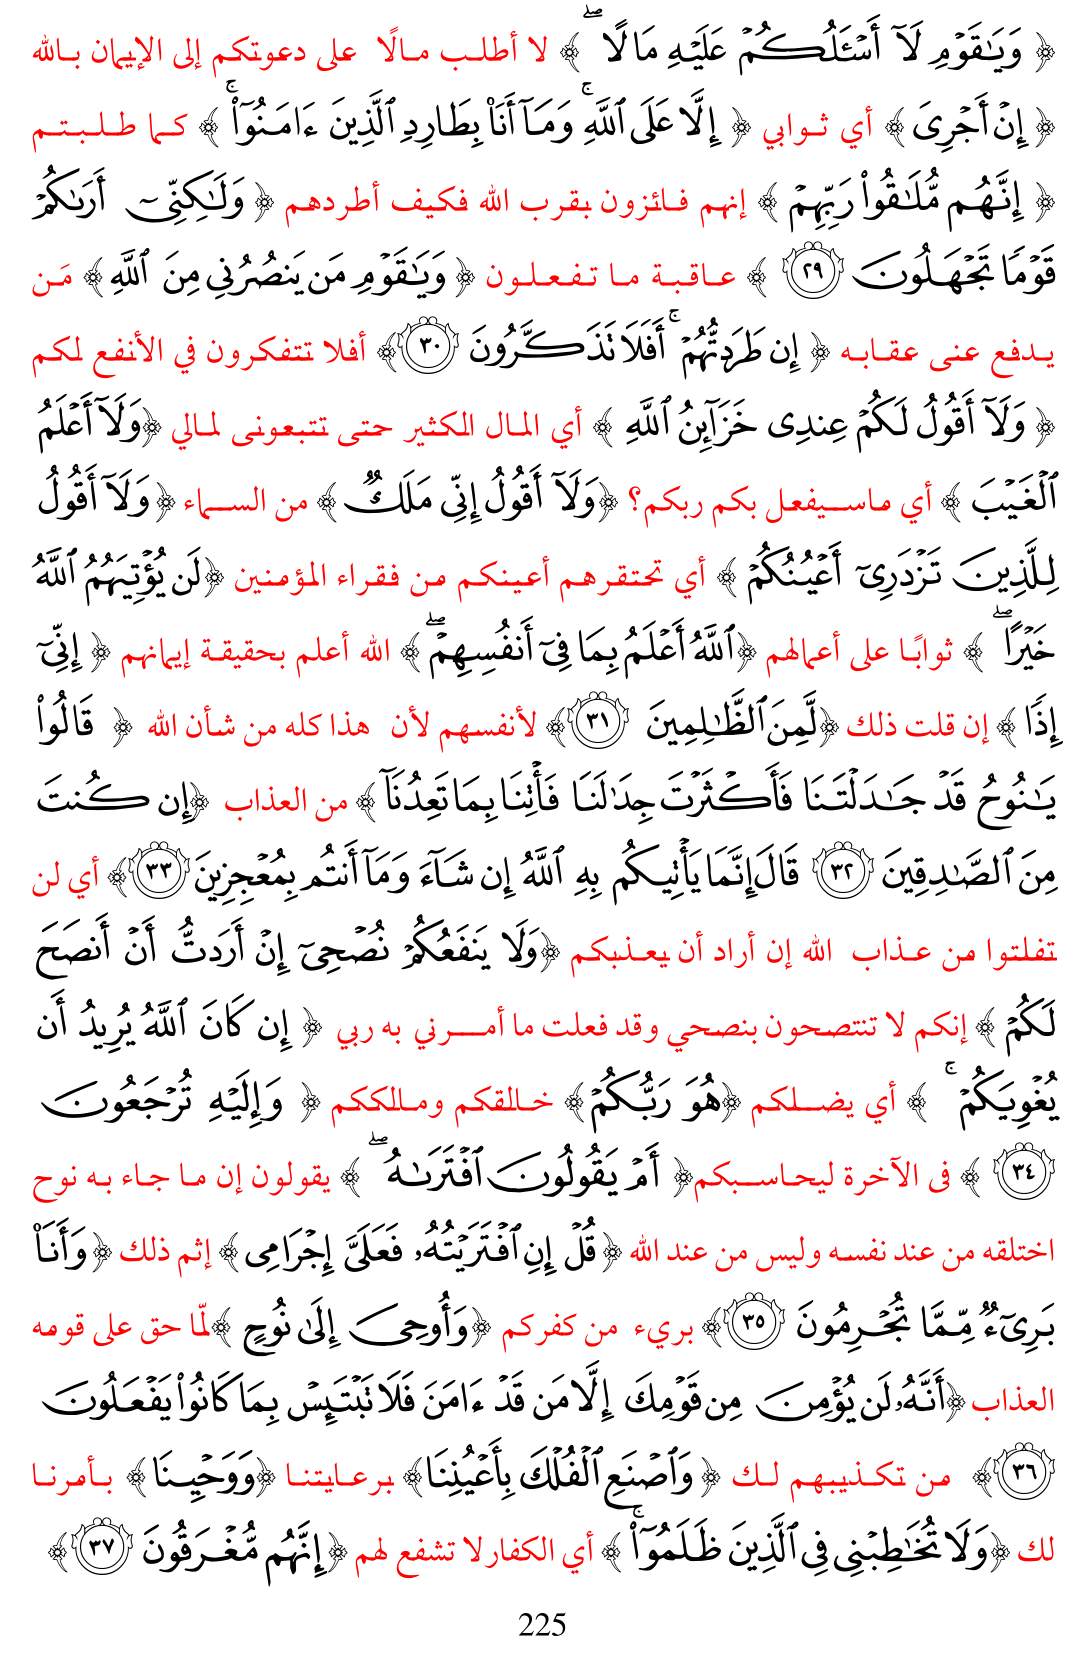 ﴿ وَيَٰقَوْمِ لَآ أَسْـَٔلُكُمْ عَلَيْهِ مَالًا ۖ ﴾ لا أطلب مالًا على دعوتكم إلى الإيمان بالله
﴿ إِنْ أَجْرِىَ ﴾ أي ثوابي ﴿ إِلَّا عَلَى ٱللَّهِ ۚ وَمَآ أَنَا۠ بِطَارِدِ ٱلَّذِينَ ءَامَنُوٓا۟ ۚ ﴾ كما طلبتم
﴿ إِنَّهُم مُّلَٰقُوا۟ رَبِّهِمْ ﴾ إنهم فائزون بقرب الله فكيف أطردهم ﴿ وَلَٰكِنِّىٓ أَرَىٰكُمْ
قَوْمًا تَجْهَلُونَ ٢٩ ﴾ عاقبة ما تفعلون ﴿ وَيَٰقَوْمِ مَن يَنصُرُنِى مِنَ ٱللَّهِ ﴾ مَن
يدفع عنى عقابه ﴿ إِن طَرَدتُّهُمْ ۚ أَفَلَا تَذَكَّرُونَ ٣٠ ﴾ أفلا تتفكرون في الأنفع لكم
﴿ وَلَآ أَقُولُ لَكُمْ عِندِى خَزَآئِنُ ٱللَّهِ ﴾ أي المال الكثير حتى تتبعونى لمالي ﴿وَلَآ أَعْلَمُ
ٱلْغَيْبَ ﴾ أي ماسيفعل بكم ربكم؟ ﴿وَلَآ أَقُولُ إِنِّى مَلَكٌ ﴾ من السماء ﴿وَلَآ أَقُولُ
لِلَّذِينَ تَزْدَرِىٓ أَعْيُنُكُمْ ﴾ أي تحتقرهم أعينكم من فقراء المؤمنين ﴿لَن يُؤْتِيَهُمُ ٱللَّهُ
خَيْرًا ۖ ﴾ ثوابًا على أعمالهم ﴿ٱللَّهُ أَعْلَمُ بِمَا فِىٓ أَنفُسِهِمْ ۖ﴾ الله أعلم بحقيقة إيمانهم ﴿ إِنِّىٓ
إِذًا ﴾ إن قلت ذلك ﴿لَّمِنَ ٱلظَّٰلِمِينَ ٣١﴾ لأنفسهم لأن هذا كله من شأن الله ﴿ قَالُوا۟
يَٰنُوحُ قَدْ جَٰدَلْتَنَا فَأَكْثَرْتَ جِدَٰلَنَا فَأْتِنَا بِمَا تَعِدُنَآ ﴾ من العذاب ﴿إِن كُنتَ
مِنَ ٱلصَّٰدِقِينَ ٣٢ قَالَ إِنَّمَا يَأْتِيكُم بِهِ ٱللَّهُ إِن شَآءَ وَمَآ أَنتُم بِمُعْجِزِينَ ٣٣﴾ أي لن
تفلتوا من عذاب الله إن أراد أن يعذبكم ﴿وَلَا يَنفَعُكُمْ نُصْحِىٓ إِنْ أَرَدتُّ أَنْ أَنصَحَ
لَكُمْ ﴾ إنكم لا تنتصحون بنصحي وقد فعلت ما أمرني به ربي ﴿ إِن كَانَ ٱللَّهُ يُرِيدُ أَن
يُغْوِيَكُمْ ۚ ﴾ أي يضلكم ﴿هُوَ رَبُّكُمْ﴾ خالقكم ومالككم ﴿ وَإِلَيْهِ تُرْجَعُونَ
٣٤ ﴾ فى الآخرة ليحاسبكم﴿ أَمْ يَقُولُونَ ٱفْتَرَىٰهُ ۖ ﴾ يقولون إن ما جاء به نوح
اختلقه من عند نفسه وليس من عند الله ﴿قُلْ إِنِ ٱفْتَرَيْتُهُۥ فَعَلَىَّ إِجْرَامِى﴾ إثم ذلك ﴿وَأَنَا۠
بَرِىٓءٌ مِّمَّا تُجْرِمُونَ ٣٥﴾ بريء من كفركم ﴿وَأُوحِىَ إِلَىٰ نُوحٍ ﴾لمّا حق على قومه
العذاب ﴿أَنَّهُۥ لَن يُؤْمِنَ مِن قَوْمِكَ إِلَّا مَن قَدْ ءَامَنَ فَلَا تَبْتَئِسْ بِمَا كَانُوا۟ يَفْعَلُونَ
٣٦﴾ من تكذيبهم لك ﴿ وَٱصْنَعِ ٱلْفُلْكَ بِأَعْيُنِنَا﴾ برعايتنا ﴿وَوَحْيِنَا﴾ بأمرنا
لك ﴿وَلَا تُخَٰطِبْنِى فِى ٱلَّذِينَ ظَلَمُوٓا۟ ۚ ﴾ أي الكفار لا تشفع لهم ﴿إِنَّهُم مُّغْرَقُونَ ٣٧﴾
225